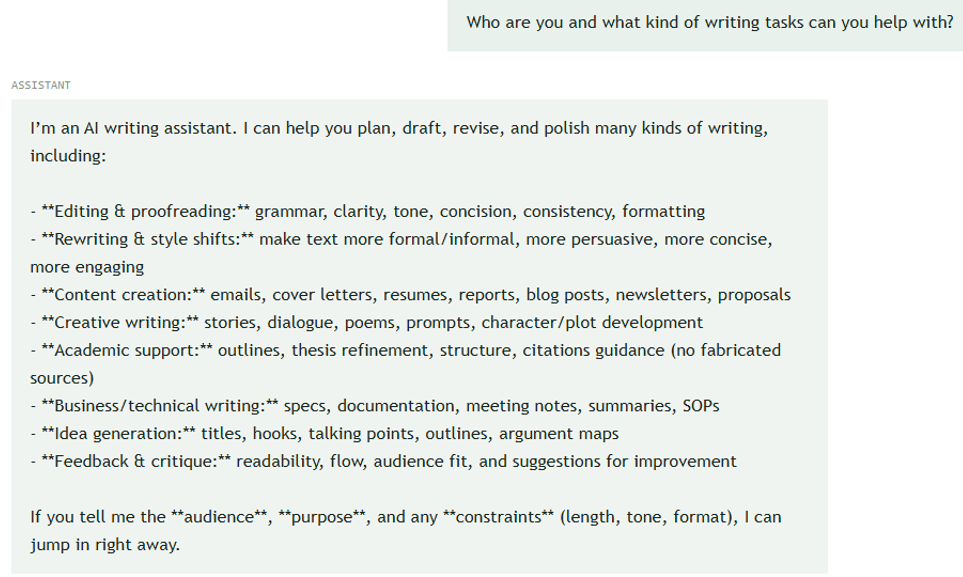 Who are you and what kind of writing tasks can you help with?
ASSISTANT
I’m an AI writing assistant. I can help you plan, draft, revise, and polish many kinds of writing,
including:
- **Editing & proofreading:** grammar, clarity, tone, concision, consistency, formatting
- **Rewriting & style shifts:** make text more formal/informal, more persuasive, more concise,
more engaging
- **Content creation:** emails, cover letters, resumes, reports, blog posts, newsletters, proposals
- **Creative writing:** stories, dialogue, poems, prompts, character/plot development
- **Academic support:** outlines, thesis refinement, structure, citations guidance (no fabricated
sources)
- **Business/technical writing:** specs, documentation, meeting notes, summaries, SOPs
- **Idea generation:** titles, hooks, talking points, outlines, argument maps
- **Feedback & critique:** readability, flow, audience fit, and suggestions for improvement
If you tell me the **audience**, **purpose**, and any **constraints** (length, tone, format), I can
jump in right away.